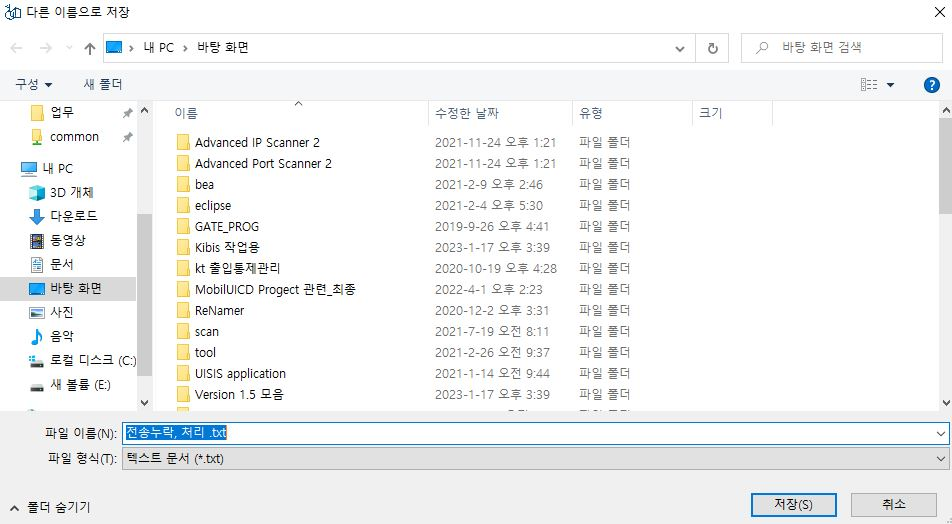 다른 이름으로 저장
내 PC > 바탕 화면
바탕 화면 검색
구성
새 폴더
업무
common
내 PC
3D 개체
다운로드
동영상
문서
바탕 화면
사진
음악
로컬 디스크 (C:)
새 볼륨 (E:)
이름 수정한 날짜 유형 크기
Advanced IP Scanner 2 2021-11-24 오후 1:21 파일 폴더
Advanced Port Scanner 2 2021-11-24 오후 1:21 파일 폴더
bea 2021-2-9 오후 2:46 파일 폴더
eclipse 2021-2-4 오후 5:30 파일 폴더
GATE_PROG 2019-9-26 오후 4:41 파일 폴더
Kibis 작업용 2023-1-17 오후 3:39 파일 폴더
kt 출입통제관리 2020-10-19 오후 4:28 파일 폴더
MobilUICD Progect 관련_최종 2022-4-1 오후 2:23 파일 폴더
ReNamer 2020-12-2 오후 3:31 파일 폴더
scan 2021-7-19 오전 8:11 파일 폴더
tool 2021-2-26 오전 9:37 파일 폴더
UISIS application 2021-1-14 오전 9:44 파일 폴더
Version 1.5 모음 2023-1-17 오후 3:39 파일 폴더
파일 이름(N): 전송누락, 처리 .txt
파일 형식(T): 텍스트 문서 (*.txt)
폴더 숨기기
저장(S)
취소